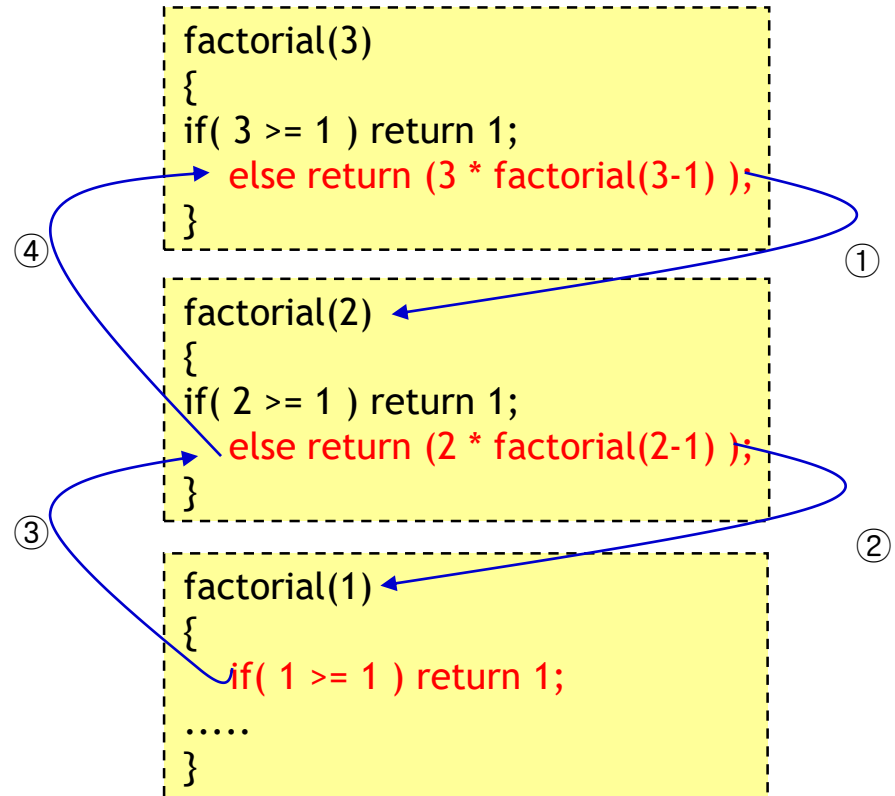 factorial(3)
{
if( 3 >= 1 ) return 1;
else return (3 * factorial(3-1) );
}
④
①
factorial(2)
{
if( 2 >= 1 ) return 1;
else return (2 * factorial(2-1) );
}
③
②
factorial(1)
{
if( 1 >= 1 ) return 1;
.....
}